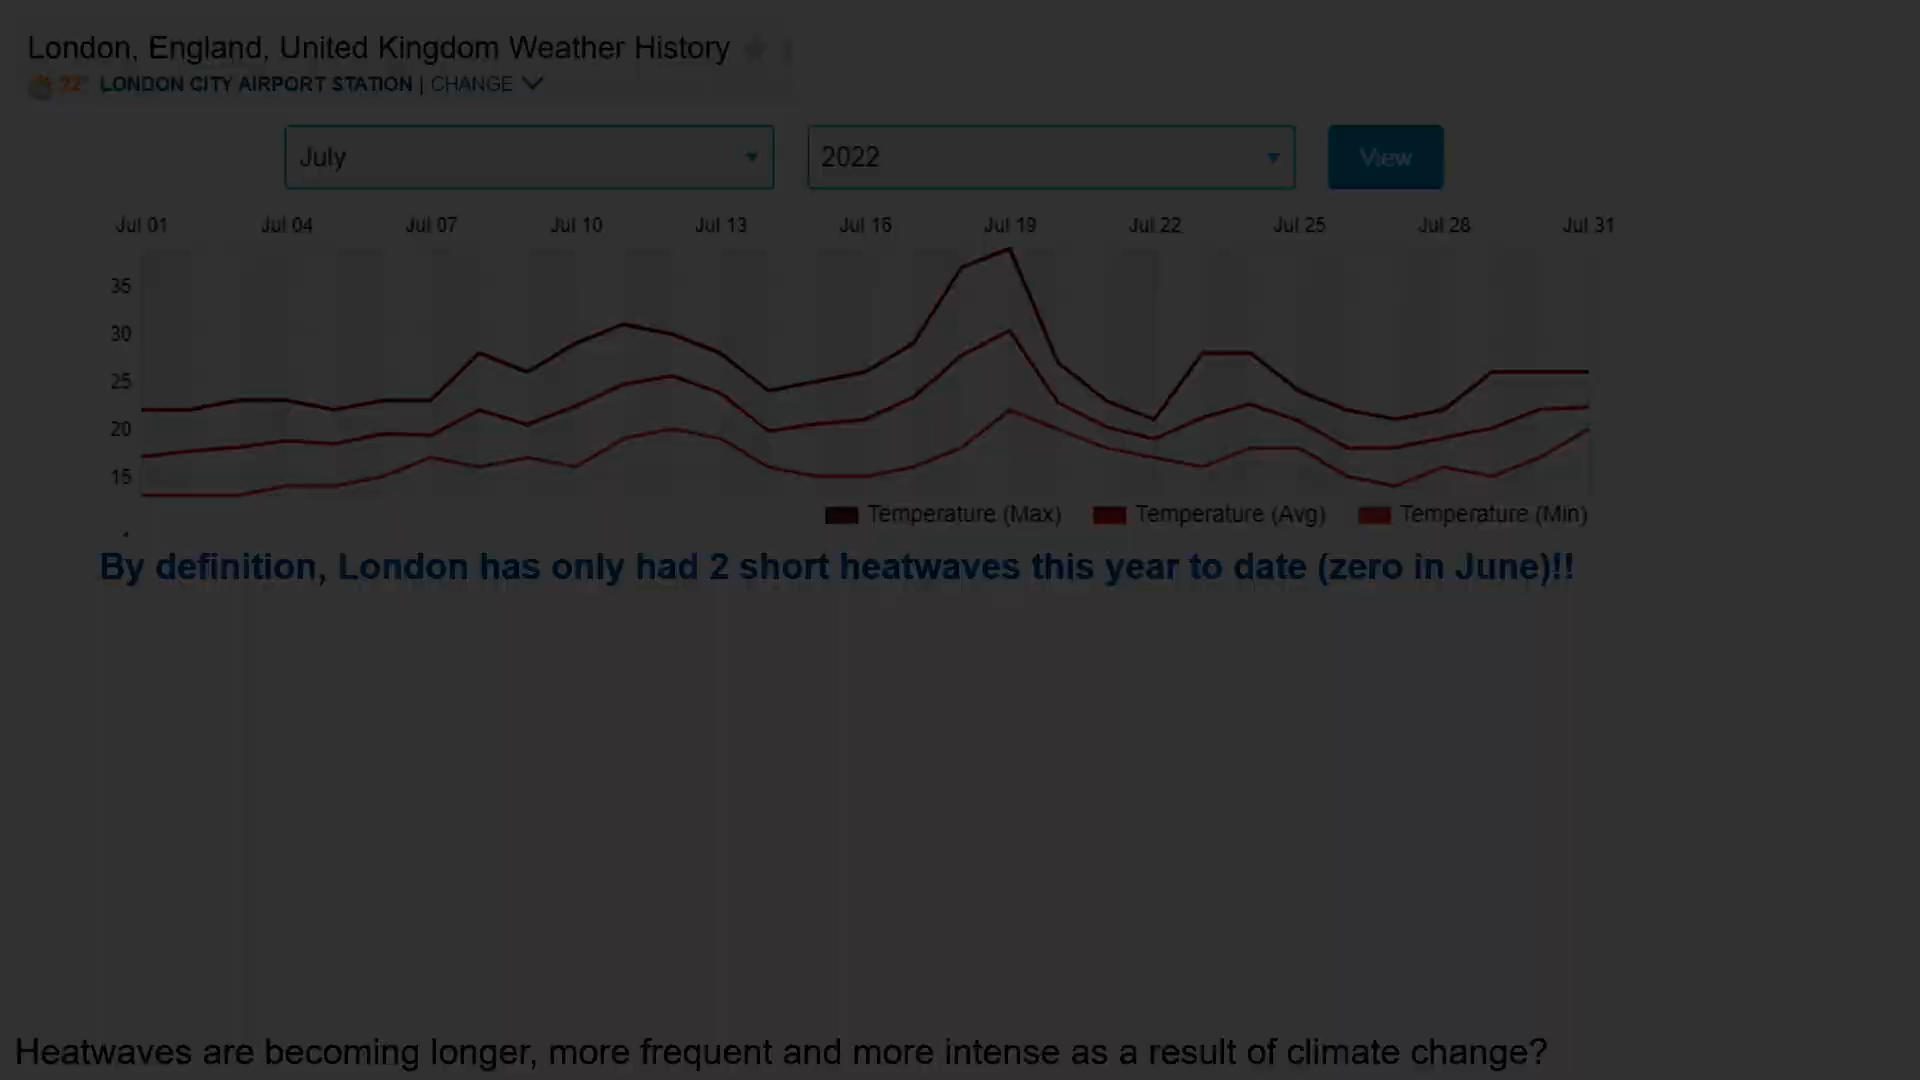 London, England, United Kingdom Weather History
22° LONDON CITY AIRPORT STATION | CHANGE
July 2022 View
Jul 01 Jul 04 Jul 07 Jul 10 Jul 13 Jul 16 Jul 19 Jul 22 Jul 25 Jul 28 Jul 31
35
30
25
20
15
Temperature (Max) Temperature (Avg) Temperature (Min)
By definition, London has only had 2 short heatwaves this year to date (zero in June)!!
Heatwaves are becoming longer, more frequent and more intense as a result of climate change?